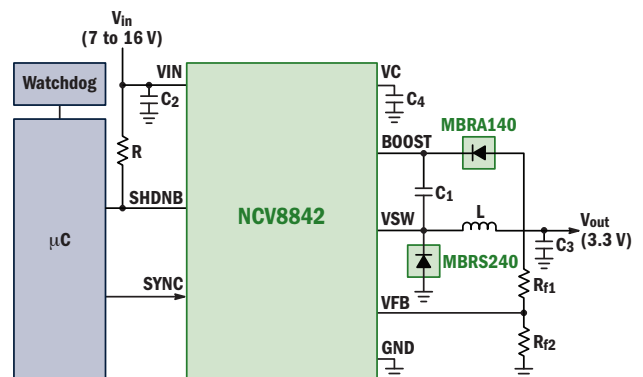 Vin
(7 to 16 V)
Watchdog
VIN
C2
VC
C4
MBRA140
BOOST
R
C1
SHDNB
NCV8842
VSW
L
Vout
(3.3 V)
C3
μC
MBRS240
SYNC
Rf1
VFB
GND
Rf2